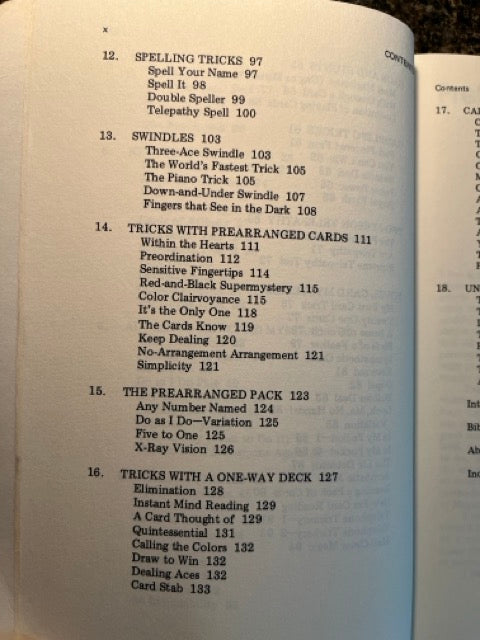 x
CONTEN
12. SPELLING TRICKS 97
Spell Your Name 97
Spell It 98
Double Speller 99
Telepathy Spell 100
13. SWINDLES 103
Three-Ace Swindle 103
The World's Fastest Trick 105
The Piano Trick 105
Down-and-Under Swindle 107
Fingers that See in the Dark 108
14. TRICKS WITH PREARRANGED CARDS 111
Within the Hearts 111
Preordination 112
Sensitive Fingertips 114
Red-and-Black Supermystery 115
Color Clairvoyance 115
It's the Only One 118
The Cards Know 119
Keep Dealing 120
No-Arrangement Arrangement 121
Simplicity 121
15. THE PREARRANGED PACK 123
Any Number Named 124
Do as I Do—Variation 125
Five to One 125
X-Ray Vision 126
16. TRICKS WITH A ONE-WAY DECK 127
Elimination 128
Instant Mind Reading 129
A Card Thought of 129
Quintessential 131
Calling the Colors 132
Draw to Win 132
Dealing Aces 132
Card Stab 133
Contents
17. CA
18. UN
Int
Bib
Ab
Ind